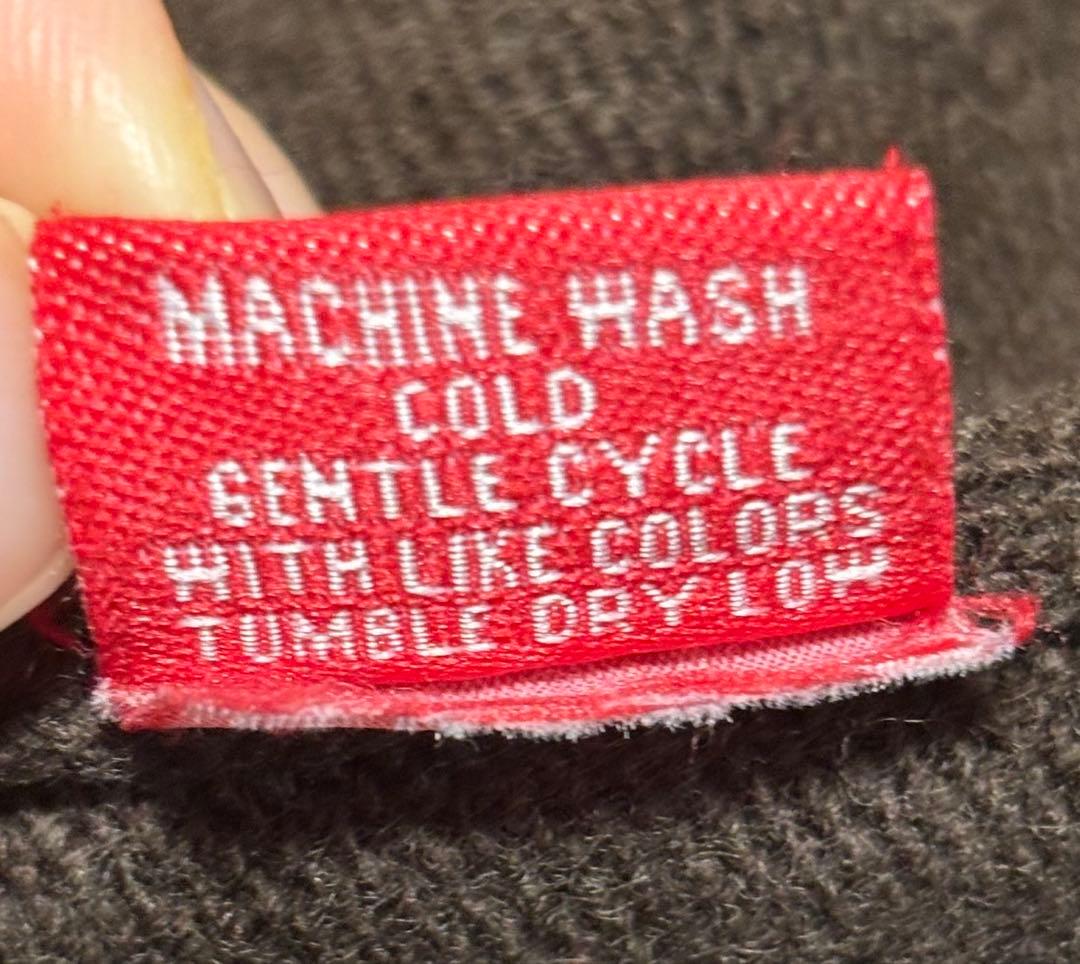 MACHINE WASH
COLD
GENTLE CYCLE
WITH LIKE COLORS
TUMBLE DRY LOW